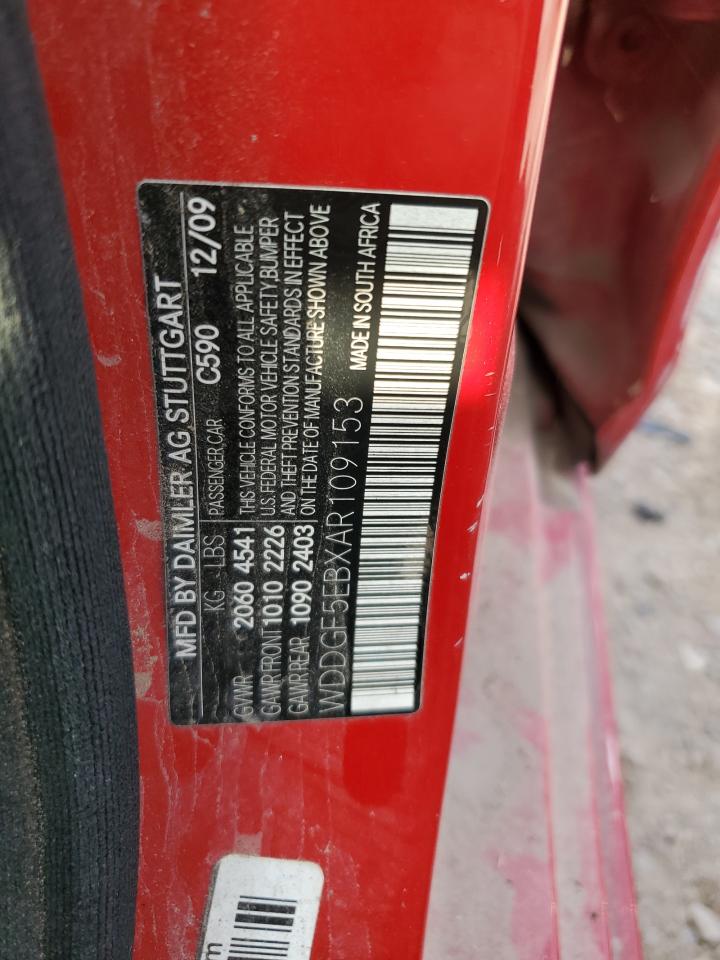 MFD BY DAIMLER AG STUTTGART
KG LBS PASSENGER CAR C590 12/09
GVWR 2060 4541 THIS VEHICLE CONFORMS TO ALL APPLICABLE
GAWR FRONT 1010 2226 U.S. FEDERAL MOTOR VEHICLE SAFETY BUMPER
GAWR REAR 1090 2403 AND THEFT PREVENTION STANDARDS IN EFFECT
ON THE DATE OF MANUFACTURE SHOWN ABOVE
WDDGF5EBXAR109153 MADE IN SOUTH AFRICA